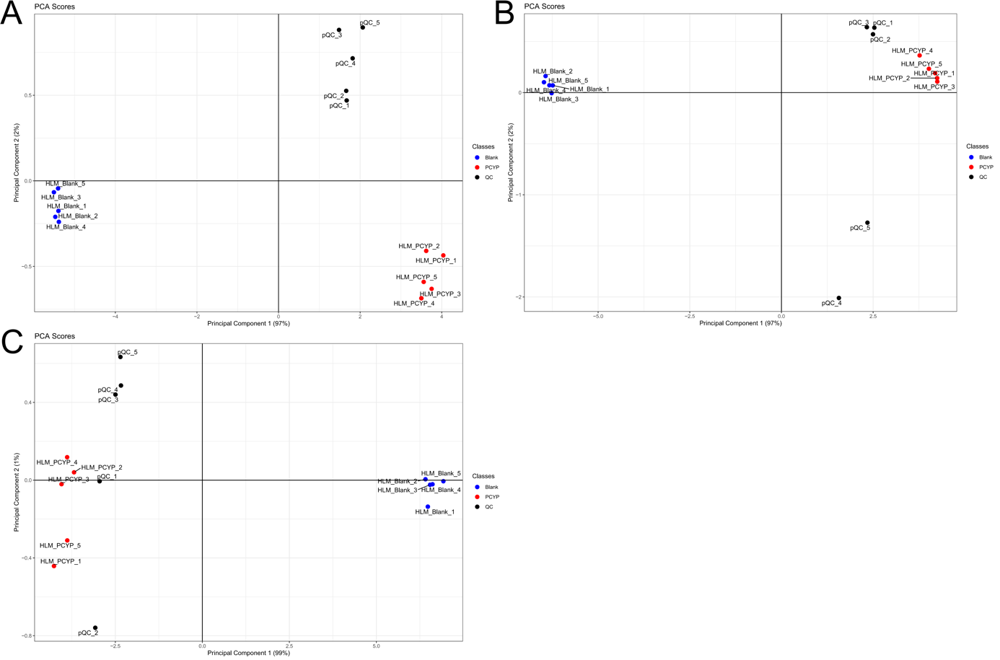 A
PCA Scores
pQC_5
pQC_3
pQC_4
pQC_2
pQC_1
HLM_Blank_5
HLM_Blank_3
HLM_Blank_1
HLM_Blank_2
HLM_Blank_4
HLM_PCYP_2
HLM_PCYP_1
HLM_PCYP_5
HLM_PCYP_3
HLM_PCYP_4
0.5
0.0
−0.5
−4
−2
0
2
4
Principal Component 1 (97%)
Principal Component 2 (2%)
Classes
Blank
PCYP
QC
B
PCA Scores
pQC_3
pQC_1
pQC_2
HLM_PCYP_4
HLM_PCYP_5
HLM_PCYP_1
HLM_PCYP_2
HLM_PCYP_3
HLM_Blank_2
HLM_Blank_5
HLM_Blank_4
HLM_Blank_1
HLM_Blank_3
pQC_5
pQC_4
0
−1
−2
−5.0
−2.5
0.0
2.5
Principal Component 1 (97%)
Principal Component 2 (2%)
Classes
Blank
PCYP
QC
C
PCA Scores
pQC_5
pQC_4
pQC_3
HLM_PCYP_4
HLM_PCYP_2
pQC_1
HLM_PCYP_3
HLM_Blank_5
HLM_Blank_2
HLM_Blank_3
HLM_Blank_4
HLM_Blank_1
HLM_PCYP_5
HLM_PCYP_1
pQC_2
0.4
0.0
−0.4
−0.8
−2.5
0.0
2.5
5.0
Principal Component 1 (99%)
Principal Component 2 (1%)
Classes
Blank
PCYP
QC